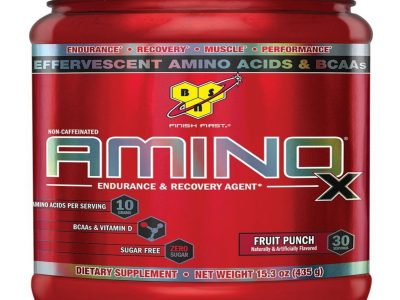 ENDURANCE* • RECOVERY* • MUSCLE* • PERFORMANCE*
EFFERVESCENT AMINO ACIDS & BCAAs
B S N
FINISH FIRST.®
NON-CAFFEINATED
AMINO X®
ENDURANCE & RECOVERY AGENT*
AMINO ACIDS PER SERVING 10 GRAMS
BCAAs & VITAMIN D
SUGAR FREE ZERO SUGAR
FRUIT PUNCH
Naturally & Artificially Flavored
30 SERVINGS
DIETARY SUPPLEMENT • NET WEIGHT 15.3 oz (435 g)